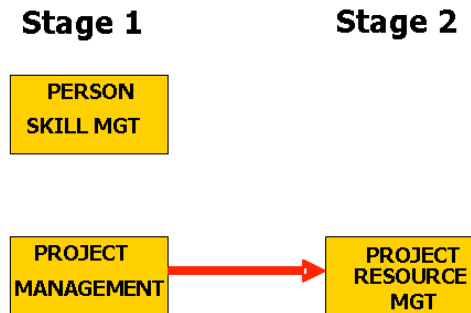 Stage 1
Stage 2
PERSON
SKILL MGT
PROJECT
MANAGEMENT
PROJECT
RESOURCE
MGT